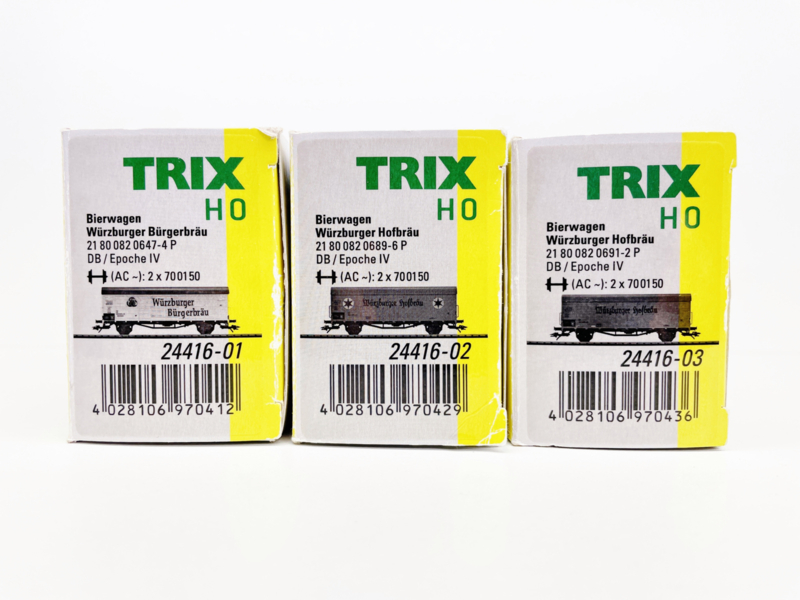 TRIX
H0
Bierwagen
Würzburger Bürgerbräu
21 80 082 0647-4 P
DB / Epoche IV
(AC ~): 2 x 700150
Würzburger
Bürgerbräu
24416-01
4 028106 970412
TRIX
H0
Bierwagen
Würzburger Hofbräu
21 80 082 0689-6 P
DB / Epoche IV
(AC ~): 2 x 700150
Würzburger Hofbräu
24416-02
4 028106 970429
TRIX
H0
Bierwagen
Würzburger Hofbräu
21 80 082 0691-2 P
DB / Epoche IV
(AC ~): 2 x 700150
Würzburger Hofbräu
24416-03
4 028106 970436